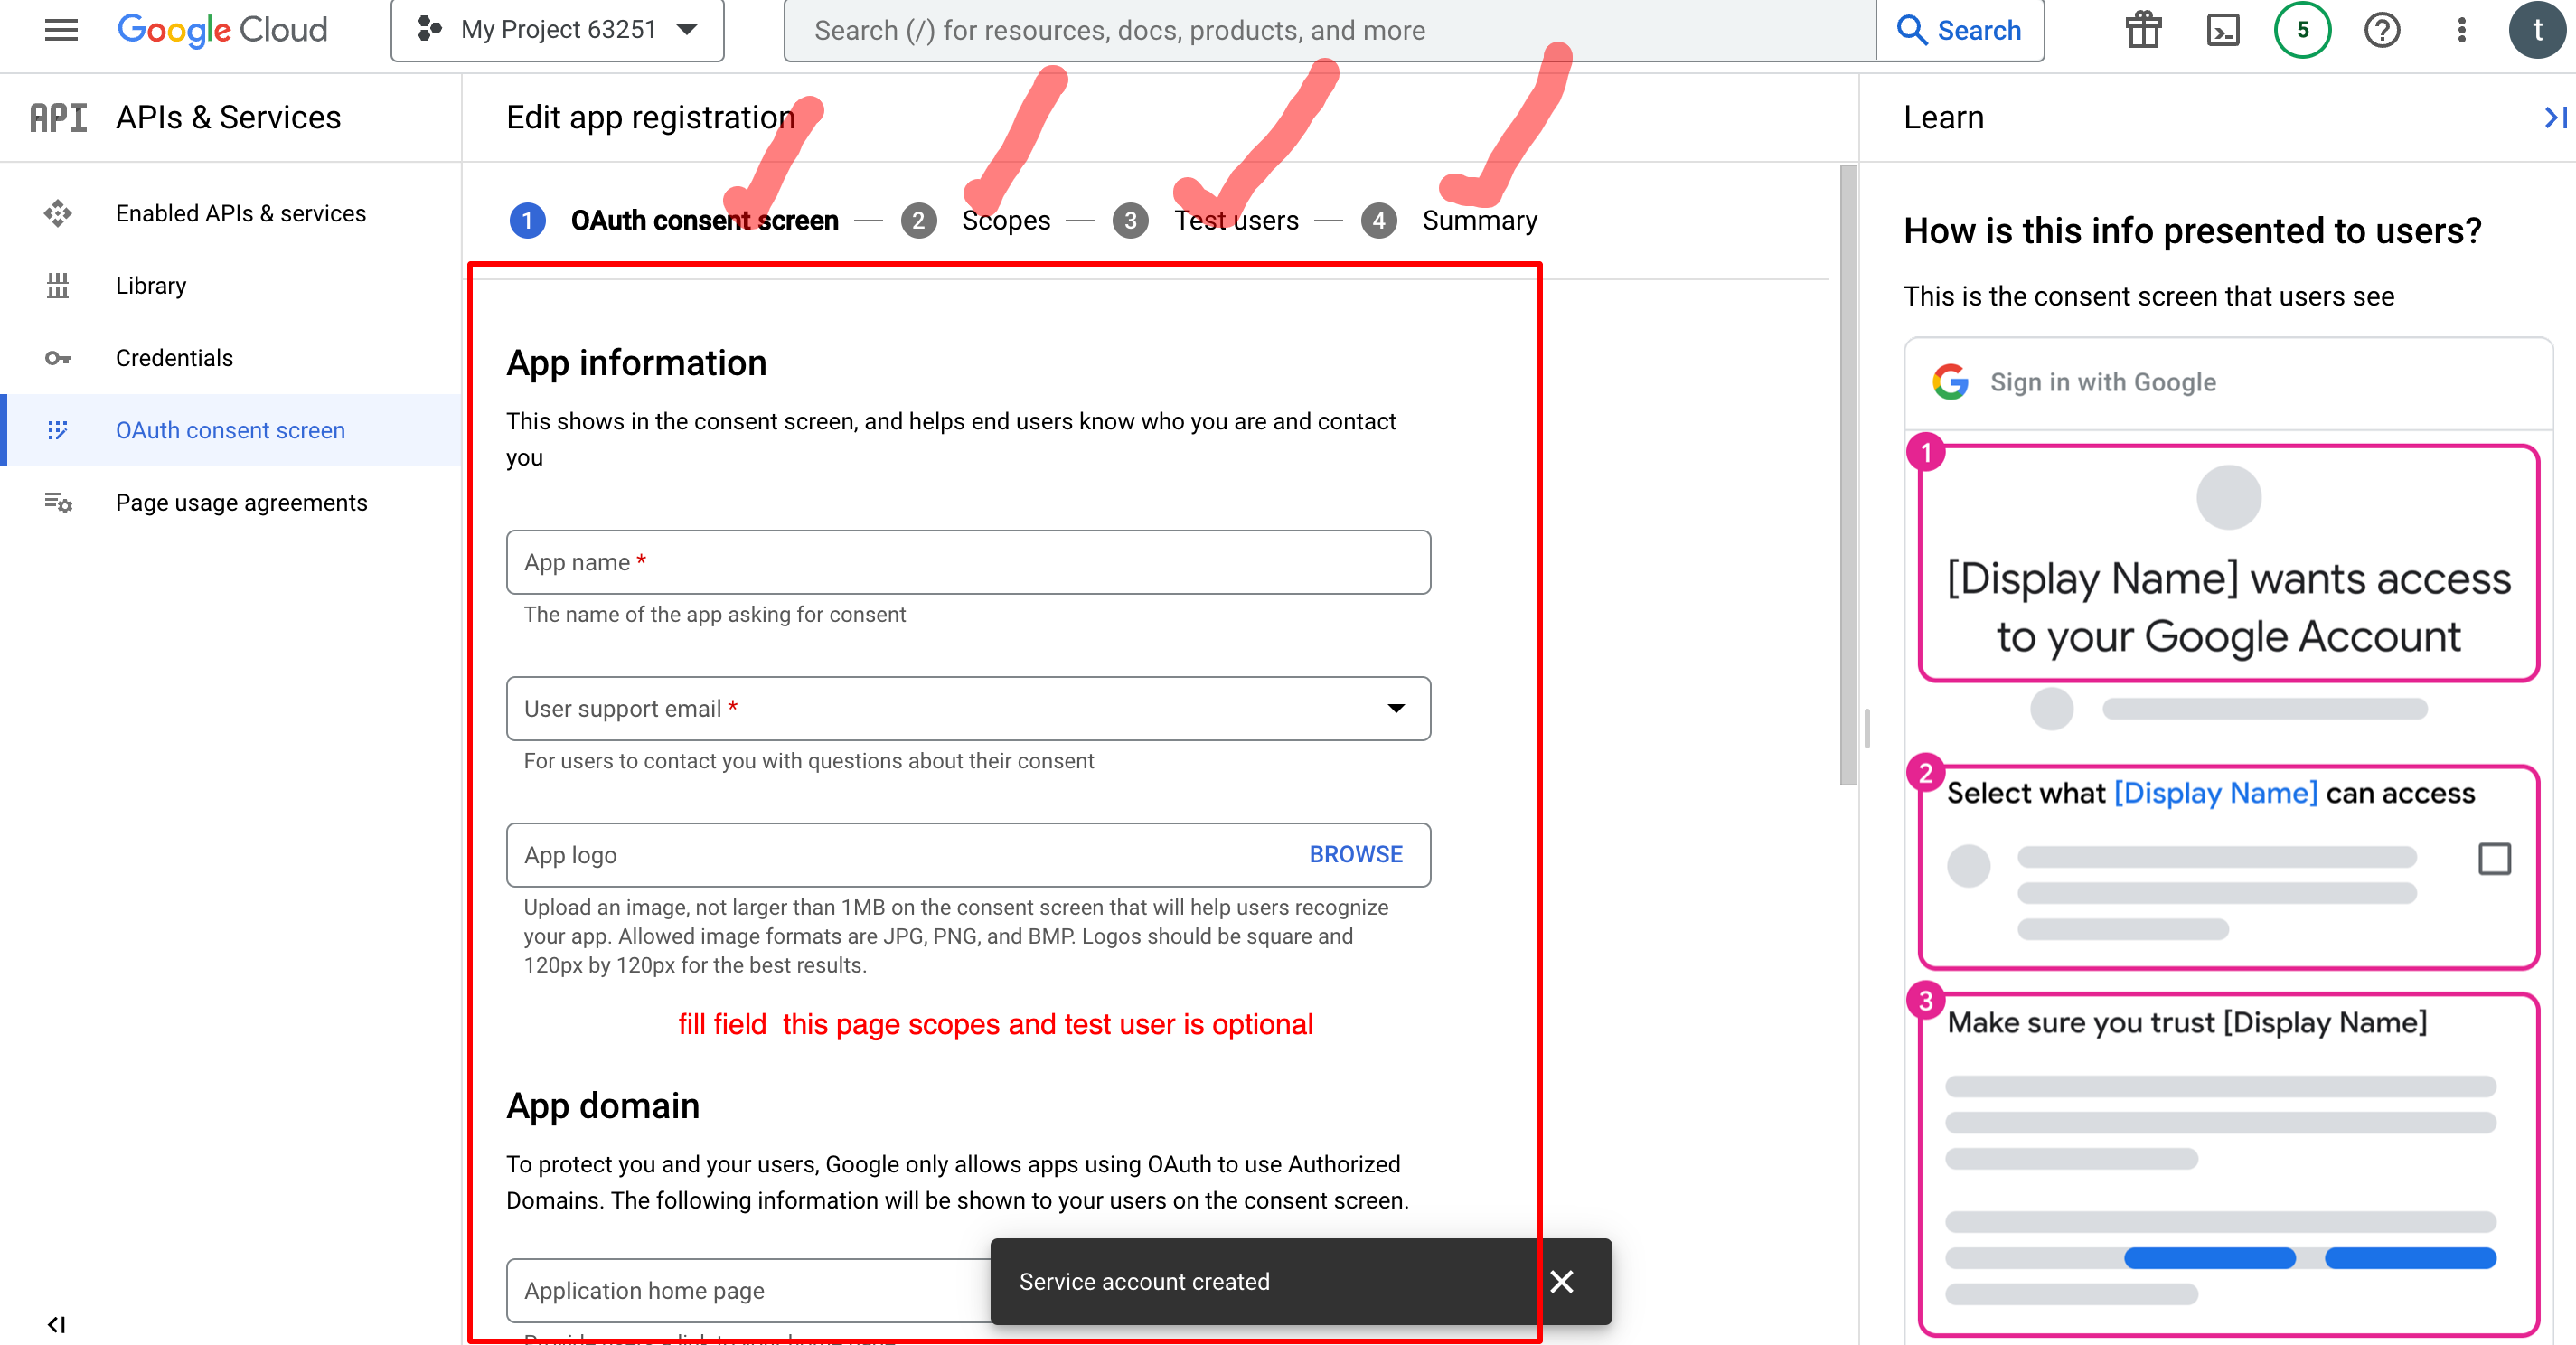 Google Cloud
My Project 63251
Search (/) for resources, docs, products, and more
Search
5
t
API
APIs & Services
Edit app registration
Learn
Enabled APIs & services
Library
Credentials
OAuth consent screen
Page usage agreements
1 OAuth consent screen — 2 Scopes — 3 Test users — 4 Summary
App information
This shows in the consent screen, and helps end users know who you are and contact
you
App name *
The name of the app asking for consent
User support email *
For users to contact you with questions about their consent
App logo
BROWSE
Upload an image, not larger than 1MB on the consent screen that will help users recognize
your app. Allowed image formats are JPG, PNG, and BMP. Logos should be square and
120px by 120px for the best results.
fill field this page scopes and test user is optional
App domain
To protect you and your users, Google only allows apps using OAuth to use Authorized
Domains. The following information will be shown to your users on the consent screen.
Application home page
Service account created
How is this info presented to users?
This is the consent screen that users see
Sign in with Google
1
[Display Name] wants access
to your Google Account
2
Select what [Display Name] can access
3
Make sure you trust [Display Name]